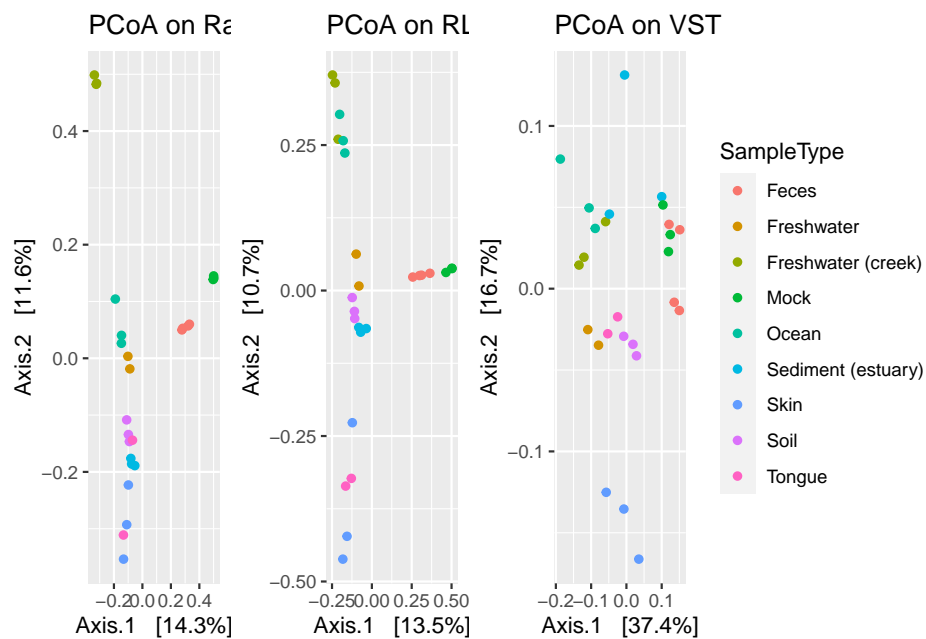 PCoA on Ra
PCoA on RL
PCoA on VST
Axis.2 [11.6%]
0.4
0.2
0.0
−0.2
−0.2 0.0 0.2 0.4
Axis.1 [14.3%]
Axis.2 [10.7%]
0.25
0.00
−0.25
−0.50
−0.25 0.00 0.25 0.50
Axis.1 [13.5%]
Axis.2 [16.7%]
0.1
0.0
−0.1
−0.2 −0.1 0.0 0.1
Axis.1 [37.4%]
SampleType
Feces
Freshwater
Freshwater (creek)
Mock
Ocean
Sediment (estuary)
Skin
Soil
Tongue